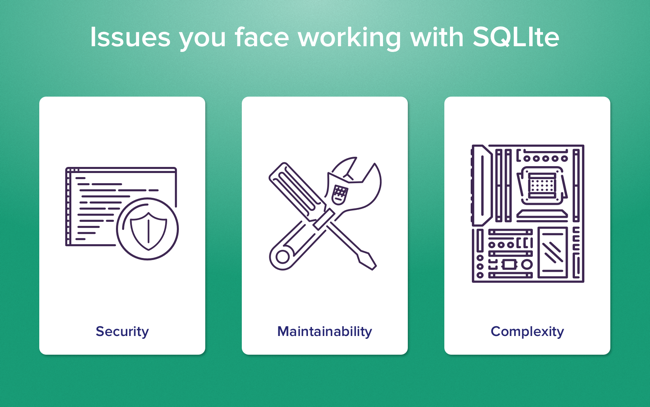 Issues you face working with SQLIte
Security
Maintainability
Complexity